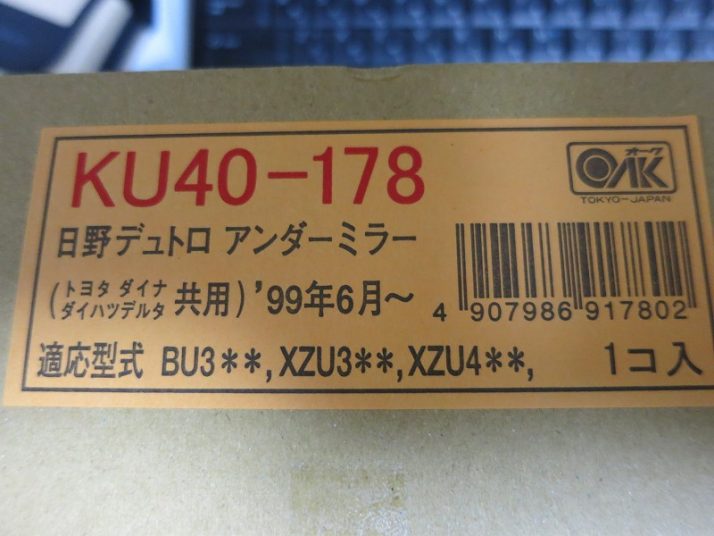 KU40-178
オーク
OAK
TOKYO-JAPAN
日野デュトロ アンダーミラー
(トヨタ ダイナ
ダイハツデルタ 共用) '99年6月～
4 907986 917802
適応型式 BU3**, XZU3**, XZU4**, 1コ入